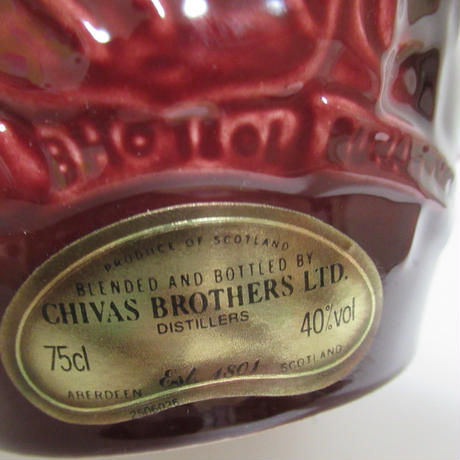 PRODUCE OF SCOTLAND
BLENDED AND BOTTLED BY
CHIVAS BROTHERS LTD.
DISTILLERS
75cl
40%vol
Est. 1801
ABERDEEN
SCOTLAND